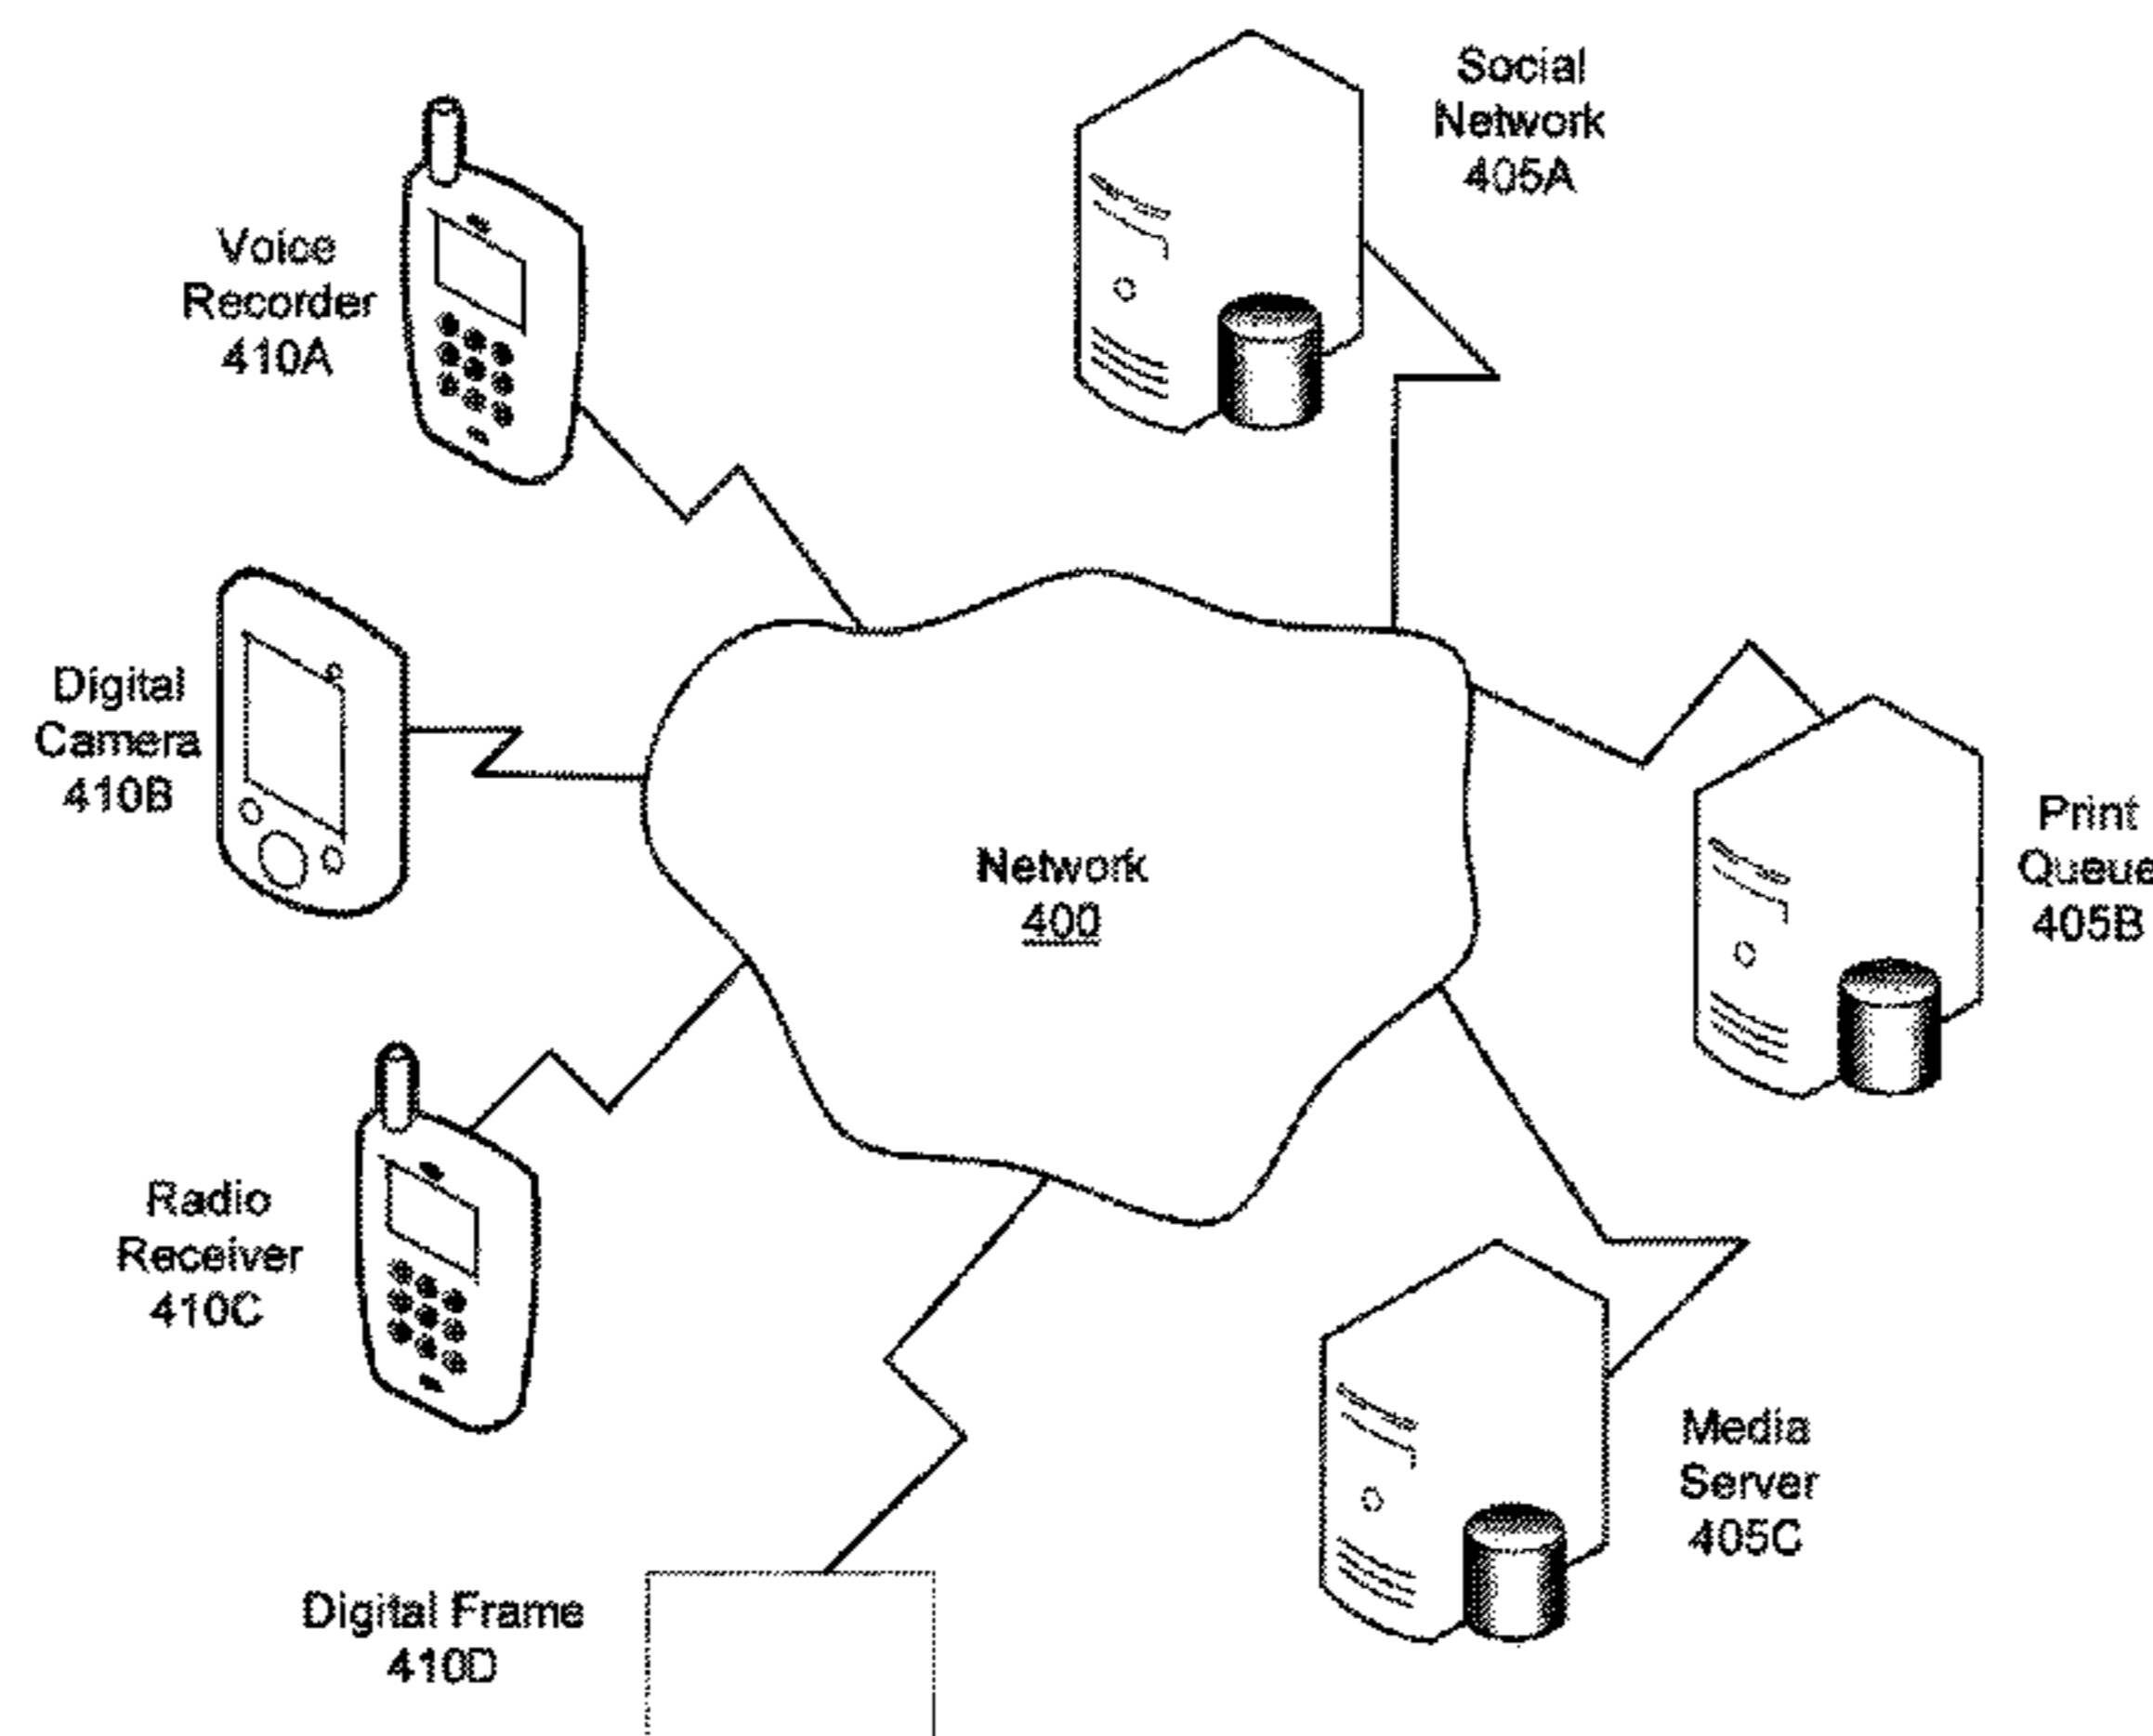 Social
Network
405A
Voice
Recorder
410A
Digital
Camera
410B
Network
400
Print
Queue
405B
Radio
Receiver
410C
Media
Server
405C
Digital Frame
410D